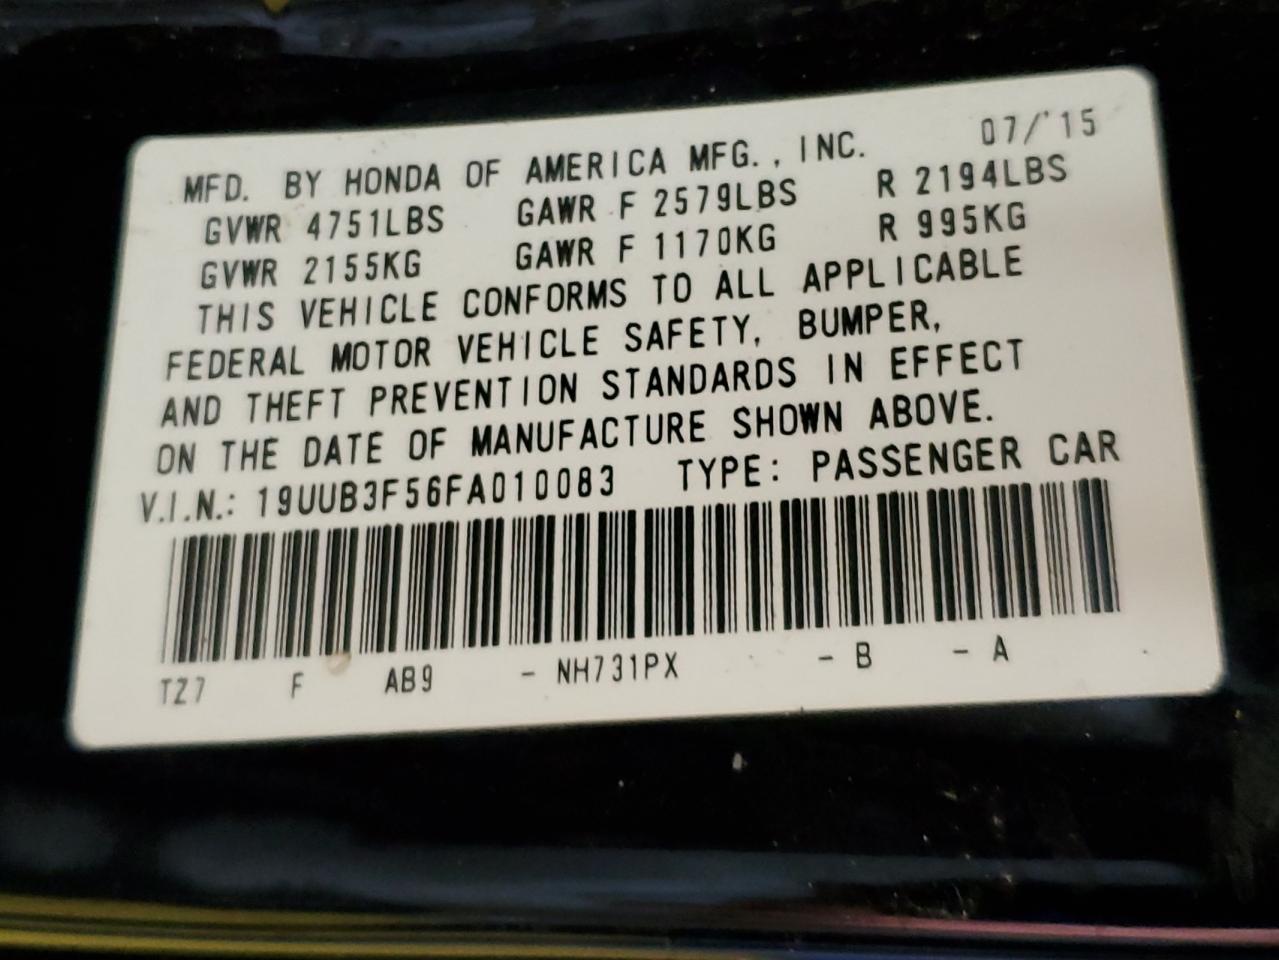 MFD. BY HONDA OF AMERICA MFG., INC. 07/'15
GVWR 4751LBS GAWR F 2579LBS R 2194LBS
GVWR 2155KG GAWR F 1170KG R 995KG
THIS VEHICLE CONFORMS TO ALL APPLICABLE
FEDERAL MOTOR VEHICLE SAFETY, BUMPER,
AND THEFT PREVENTION STANDARDS IN EFFECT
ON THE DATE OF MANUFACTURE SHOWN ABOVE.
V.I.N.: 19UUB3F56FA010083 TYPE: PASSENGER CAR
TZ7 F AB9 - NH731PX - B - A